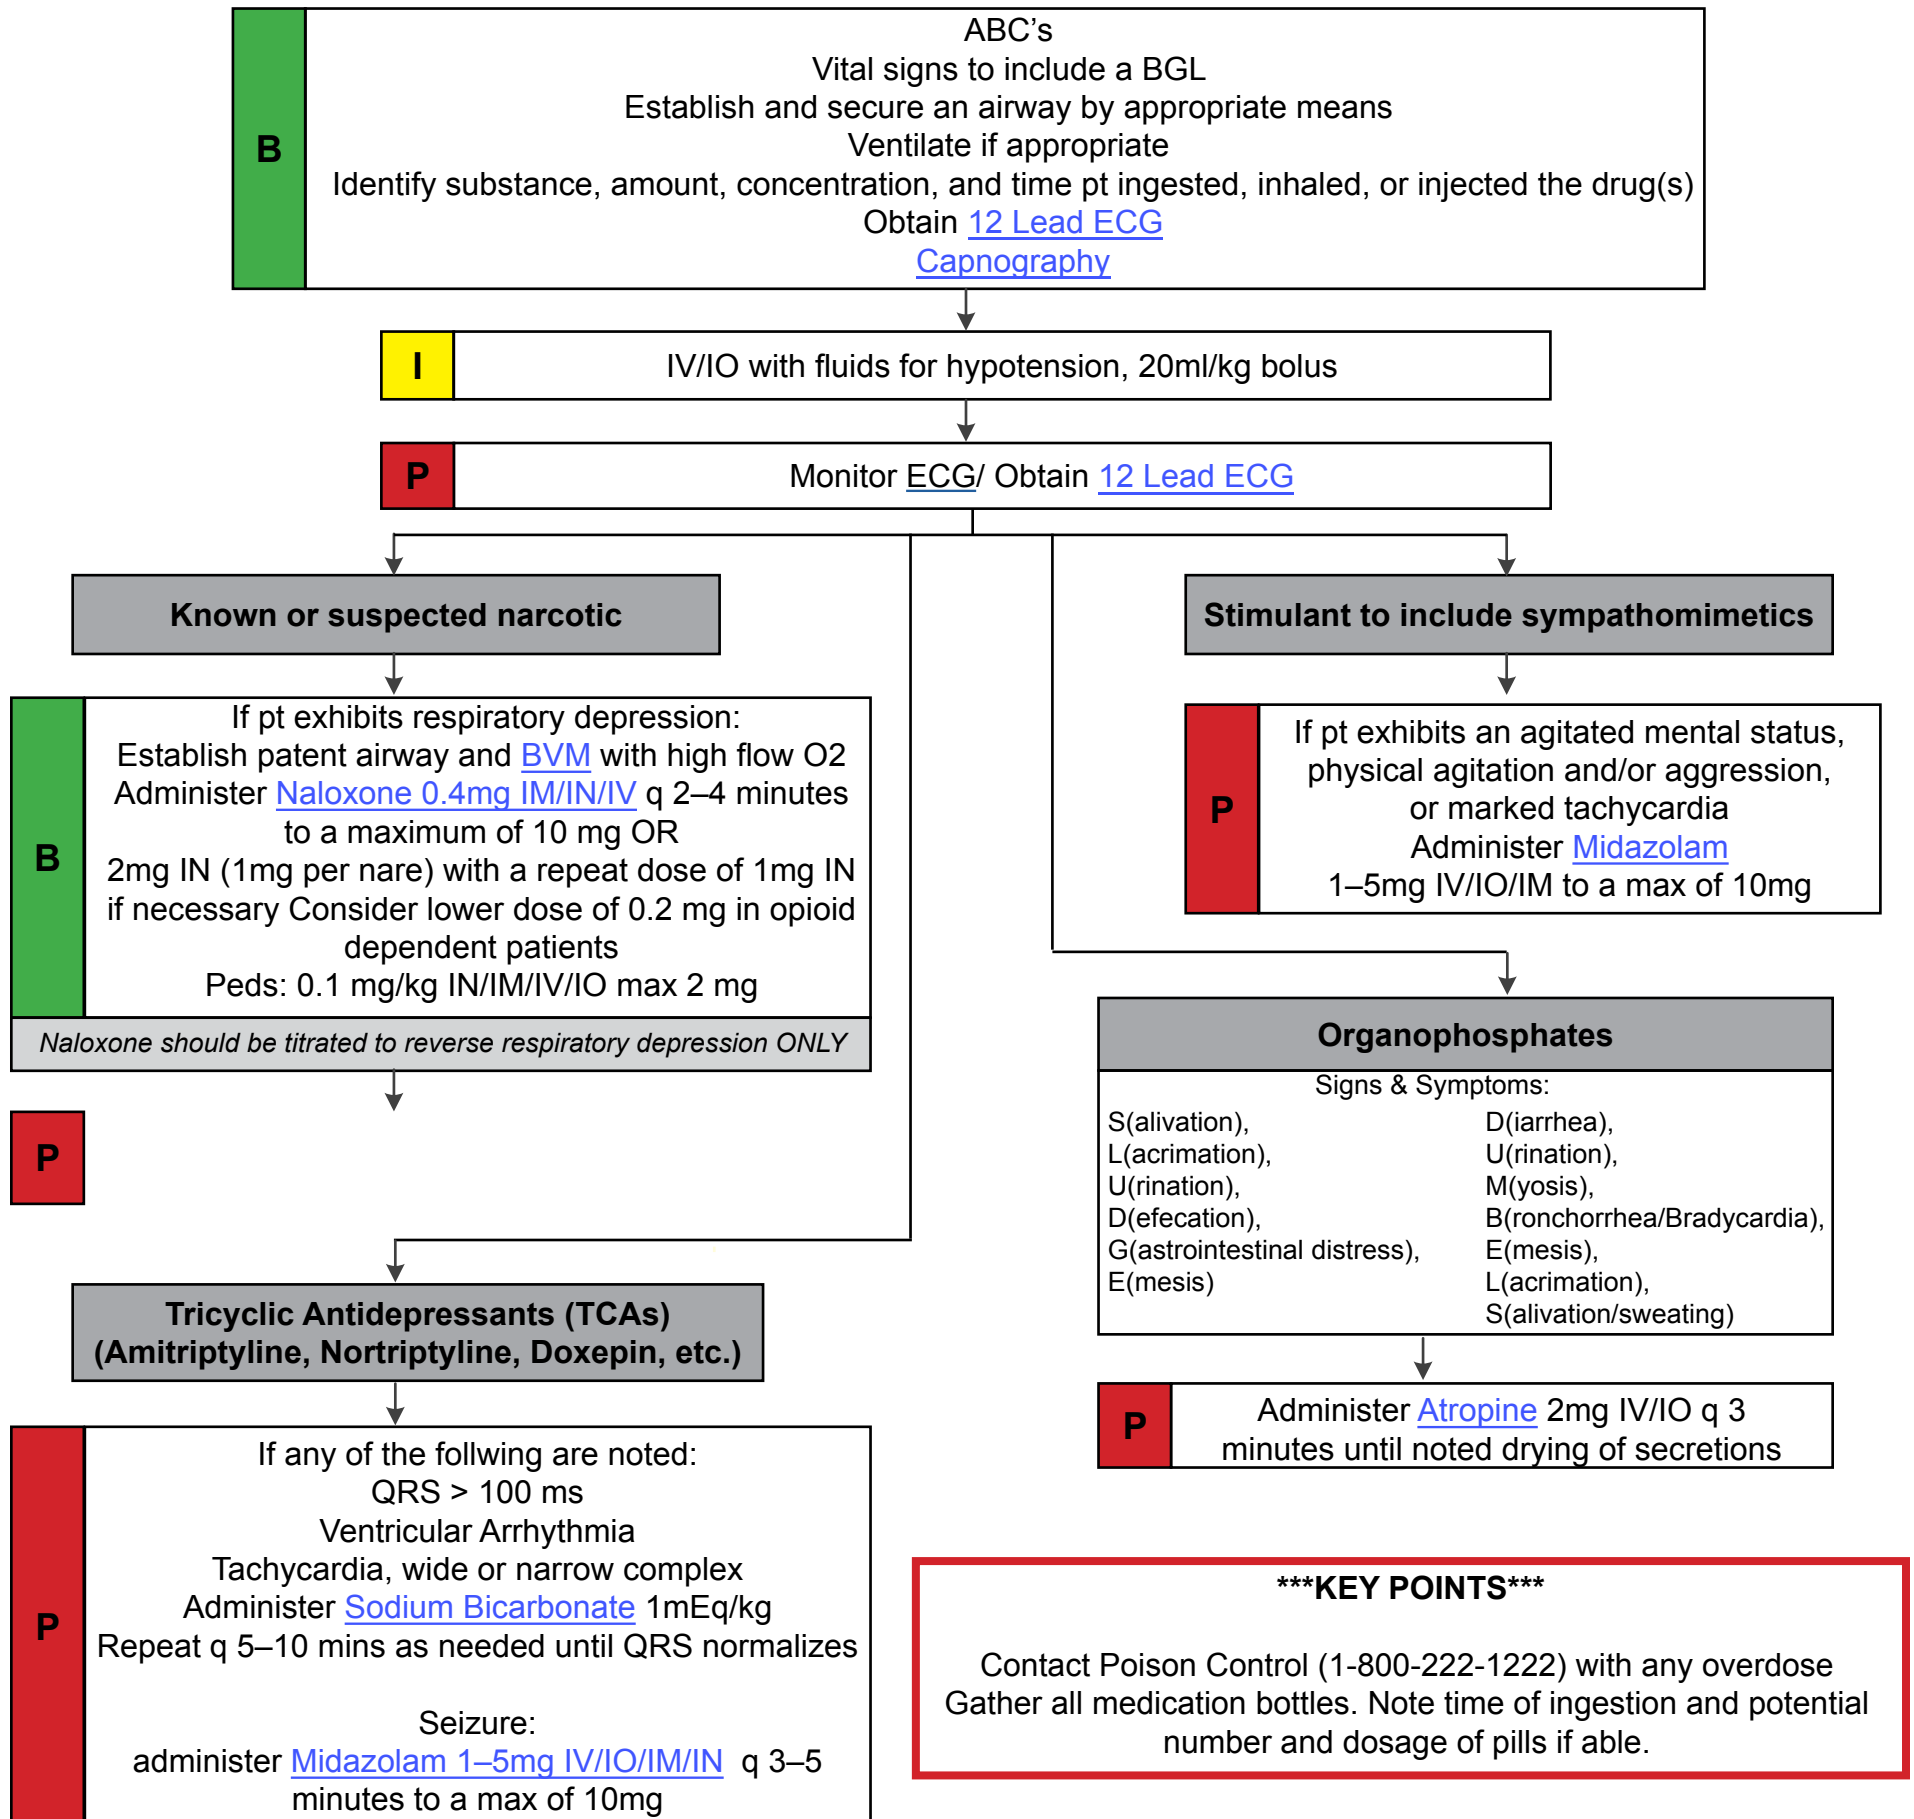 B
ABC’s
Vital signs to include a BGL
Establish and secure an airway by appropriate means
Ventilate if appropriate
Identify substance, amount, concentration, and time pt ingested, inhaled, or injected the drug(s)
Obtain 12 Lead ECG
Capnography
I
IV/IO with fluids for hypotension, 20ml/kg bolus
P
Monitor ECG/ Obtain 12 Lead ECG
Known or suspected narcotic
B
If pt exhibits respiratory depression:
Establish patent airway and BVM with high flow O2
Administer Naloxone 0.4mg IM/IN/IV q 2–4 minutes
to a maximum of 10 mg OR
2mg IN (1mg per nare) with a repeat dose of 1mg IN
if necessary Consider lower dose of 0.2 mg in opioid
dependent patients
Peds: 0.1 mg/kg IN/IM/IV/IO max 2 mg
Naloxone should be titrated to reverse respiratory depression ONLY
P
Stimulant to include sympathomimetics
P
If pt exhibits an agitated mental status,
physical agitation and/or aggression,
or marked tachycardia
Administer Midazolam
1–5mg IV/IO/IM to a max of 10mg
Organophosphates
Signs & Symptoms:
S(alivation),
L(acrimation),
U(rination),
D(efecation),
G(astrointestinal distress),
E(mesis)
D(iarrhea),
U(rination),
M(yosis),
B(ronchorrhea/Bradycardia),
E(mesis),
L(acrimation),
S(alivation/sweating)
P
Administer Atropine 2mg IV/IO q 3
minutes until noted drying of secretions
Tricyclic Antidepressants (TCAs)
(Amitriptyline, Nortriptyline, Doxepin, etc.)
P
If any of the follwing are noted:
QRS > 100 ms
Ventricular Arrhythmia
Tachycardia, wide or narrow complex
Administer Sodium Bicarbonate 1mEq/kg
Repeat q 5–10 mins as needed until QRS normalizes
Seizure:
administer Midazolam 1–5mg IV/IO/IM/IN q 3–5
minutes to a max of 10mg
***KEY POINTS***
Contact Poison Control (1-800-222-1222) with any overdose
Gather all medication bottles. Note time of ingestion and potential
number and dosage of pills if able.